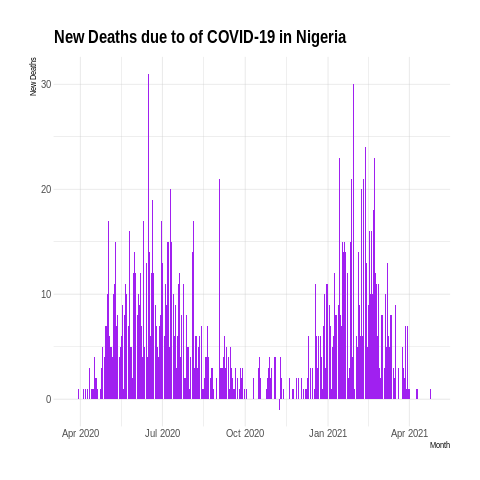 New Deaths due to of COVID-19 in Nigeria
New Deaths
30
20
10
0
Apr 2020 Jul 2020 Oct 2020 Jan 2021 Apr 2021
Month